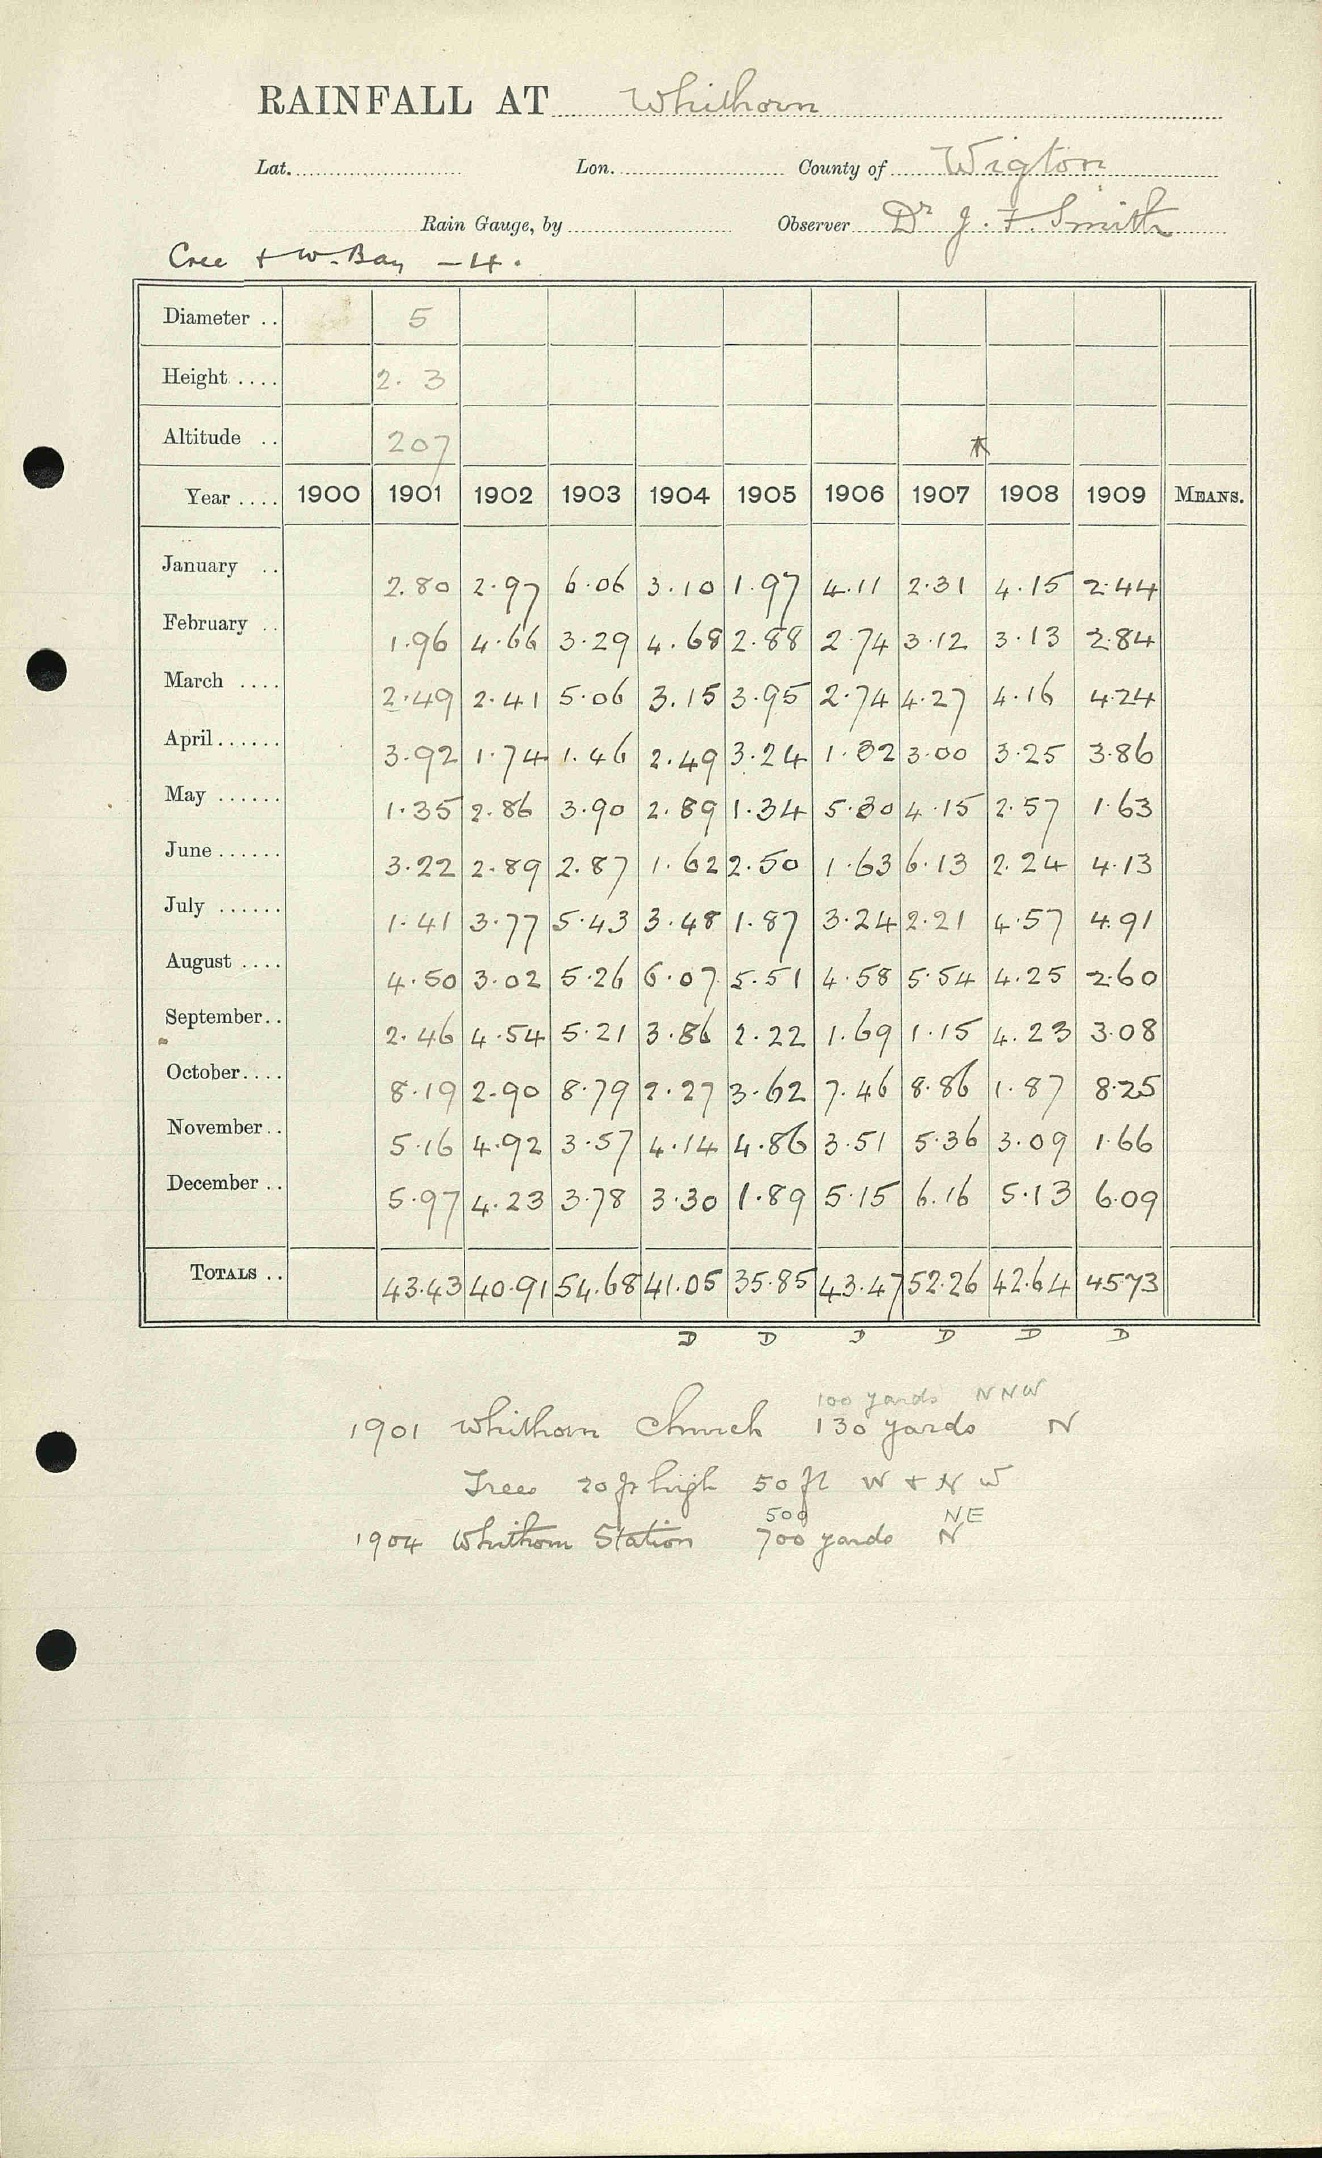 RAINFALL AT Whithorn
Lat. Lon. County of Wigton
Rain Gauge, by Observer Dr J. F. Smith
Cree & W. Bay - 4.
Diameter .. 5
Height .... 2. 3
Altitude .. 207
Year .... 1900 1901 1902 1903 1904 1905 1906 1907 1908 1909 MEANS.
January .. 2.80 2.97 6.06 3.10 1.97 4.11 2.31 4.15 2.44
February .. 1.96 4.66 3.29 4.68 2.88 2.74 3.12 3.13 2.84
March .... 2.49 2.41 5.06 3.15 3.95 2.74 4.27 4.16 4.24
April ...... 3.92 1.74 1.46 2.49 3.24 1.32 3.00 3.25 3.86
May ...... 1.35 2.86 3.90 2.89 1.34 5.30 4.15 2.57 1.63
June ...... 3.22 2.89 2.87 1.62 2.50 1.63 6.13 2.24 4.13
July ...... 1.41 3.77 5.43 3.48 1.87 3.24 2.21 4.57 4.91
August .... 4.50 3.02 5.26 6.07 5.51 4.58 5.54 4.25 2.60
September.. 2.46 4.54 5.21 3.86 2.22 1.69 1.15 4.23 3.08
October.... 8.19 2.90 8.79 2.27 3.62 7.46 8.86 1.87 8.25
November.. 5.16 4.92 3.57 4.14 4.86 3.51 5.36 3.09 1.66
December .. 5.97 4.23 3.78 3.30 1.89 5.15 6.16 5.13 6.09
TOTALS .. 43.43 40.91 54.68 41.05 35.85 43.47 52.26 42.64 45.73
D D D D D D
100 yards NNW
1901 Whithorn Church 130 yards N
Trees 20 ft high 50 ft W & N W
500 NE
1904 Whithorn Station 700 yards N